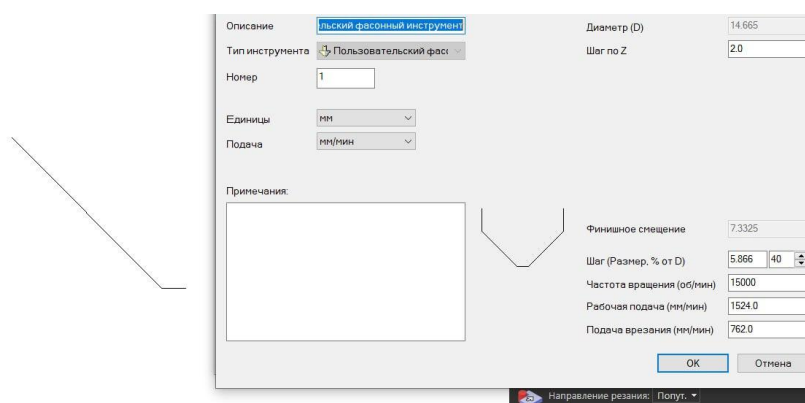 Описание
льский фасонный инструмент
Диаметр (D)
14.665
Тип инструмента
Пользовательский фас
Шаг по Z
2.0
Номер
1
Единицы
мм
Подача
мм/мин
Примечания:
Финишное смещение
7.3325
Шаг (Размер, % от D)
5.866
40
Частота вращения (об/мин)
15000
Рабочая подача (мм/мин)
1524.0
Подача врезания (мм/мин)
762.0
ОК
Отмена
Направление резания: Попут.